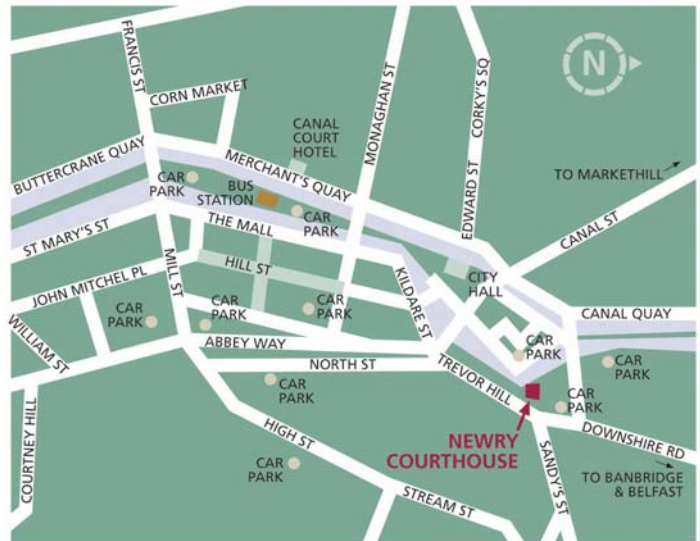 FRANCIS ST
CORN MARKET
MONAGHAN ST
CORKY'S SQ
N
CANAL
COURT
HOTEL
BUTTERCRANE QUAY
CAR
PARK
BUS
STATION
MERCHANT'S QUAY
CAR
PARK
EDWARD ST
TO MARKETHILL
CANAL ST
ST MARY'S ST
THE MALL
MILL ST
HILL ST
KILDARE ST
CITY
HALL
JOHN MITCHEL PL
CANAL QUAY
WILLIAM ST
CAR
PARK
CAR
PARK
CAR
PARK
ABBEY WAY
NORTH ST
CAR
PARK
CAR
PARK
TREVOR HILL
CAR
PARK
CAR
PARK
COURTNEY HILL
HIGH ST
NEWRY
COURTHOUSE
DOWNSHIRE RD
CAR
PARK
SANDY'S ST
TO BANBRIDGE
& BELFAST
STREAM ST